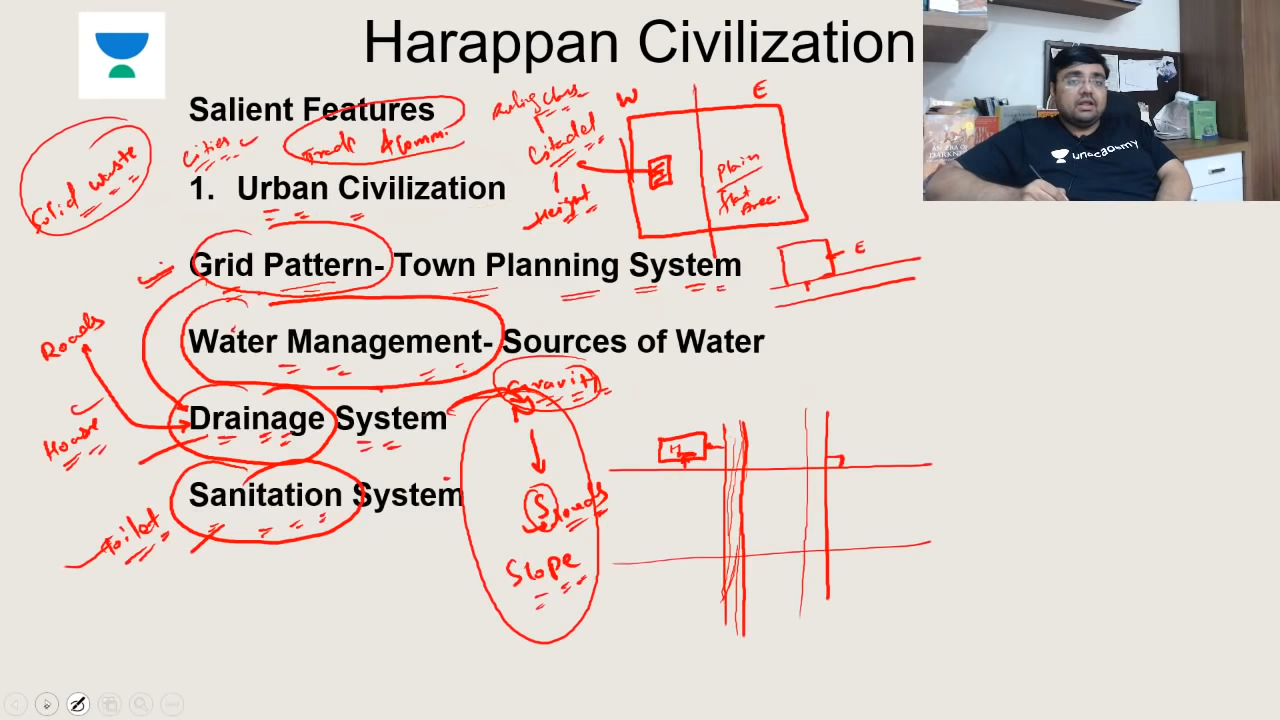 Harappan Civilization
Salient Features
Cities
Trade & Comm.
Solid waste
1. Urban Civilization
Ruling class
Citadel
Height
W
E
Plain
flat
Area.
Grid Pattern- Town Planning System
E
Water Management- Sources of Water
Roads
Gravity
Drainage System
House
N
H
Sanitation System
S
Slope
Toilet
unacademy